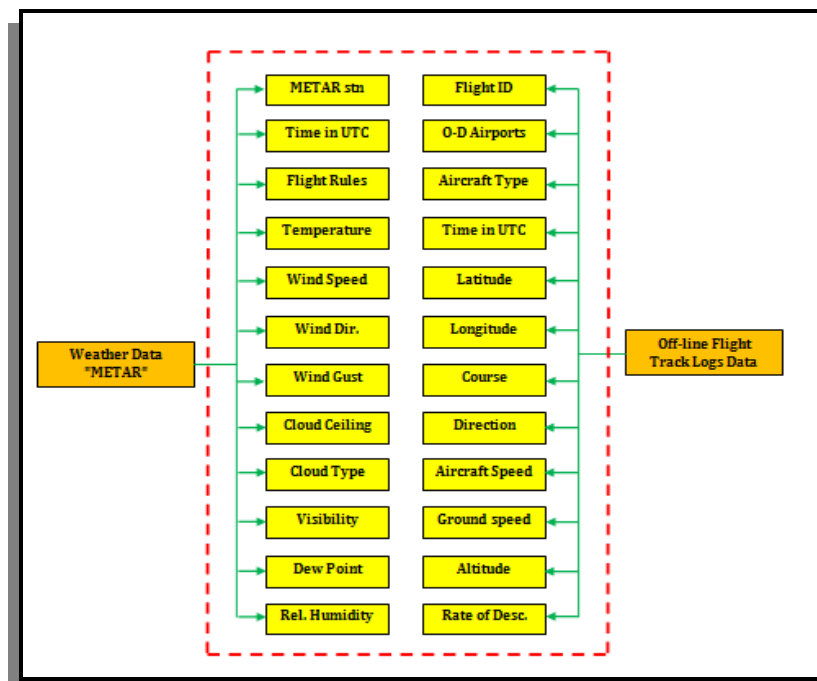 METAR stn
Flight ID
Time in UTC
O-D Airports
Flight Rules
Aircraft Type
Temperature
Time in UTC
Wind Speed
Latitude
Wind Dir.
Longitude
Weather Data
"METAR"
Off-line Flight
Track Logs Data
Wind Gust
Course
Cloud Ceiling
Direction
Cloud Type
Aircraft Speed
Visibility
Ground speed
Dew Point
Altitude
Rel. Humidity
Rate of Desc.